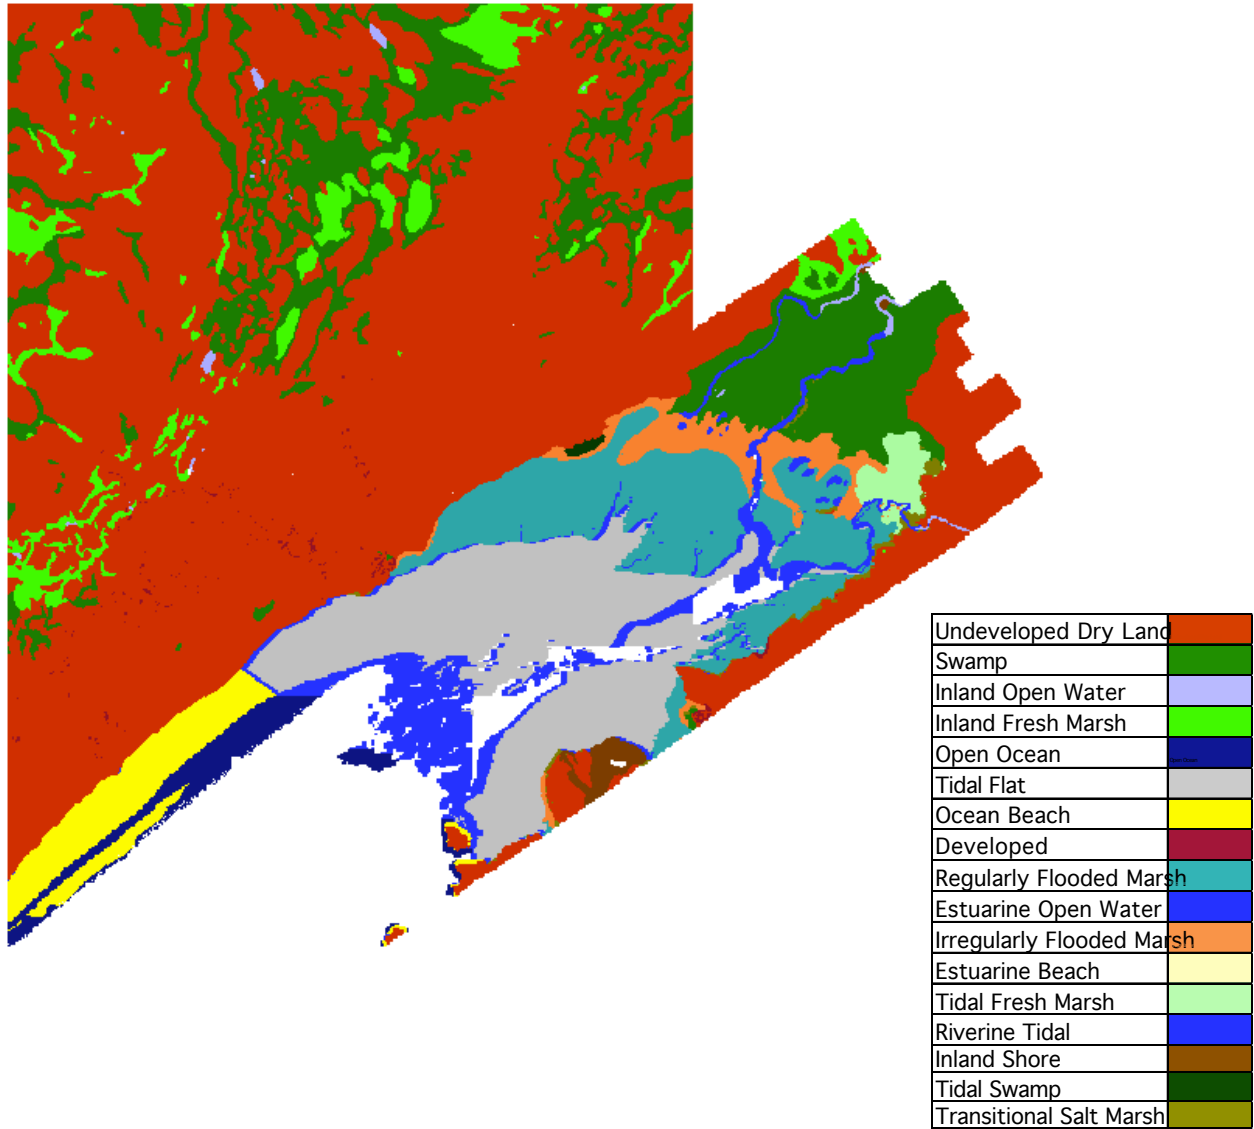 Undeveloped Dry Land
Swamp
Inland Open Water
Inland Fresh Marsh
Open Ocean
Tidal Flat
Ocean Beach
Developed
Regularly Flooded Marsh
Estuarine Open Water
Irregularly Flooded Marsh
Estuarine Beach
Tidal Fresh Marsh
Riverine Tidal
Inland Shore
Tidal Swamp
Transitional Salt Marsh